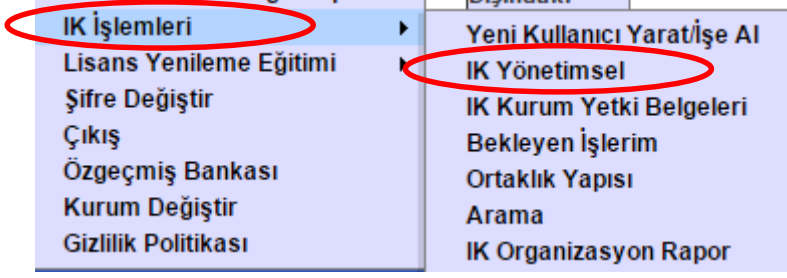 IK İşlemleri
Lisans Yenileme Eğitimi
Şifre Değiştir
Çıkış
Özgeçmiş Bankası
Kurum Değiştir
Gizlilik Politikası
Yeni Kullanıcı Yarat/İşe Al
IK Yönetimsel
IK Kurum Yetki Belgeleri
Bekleyen İşlerim
Ortaklık Yapısı
Arama
IK Organizasyon Rapor